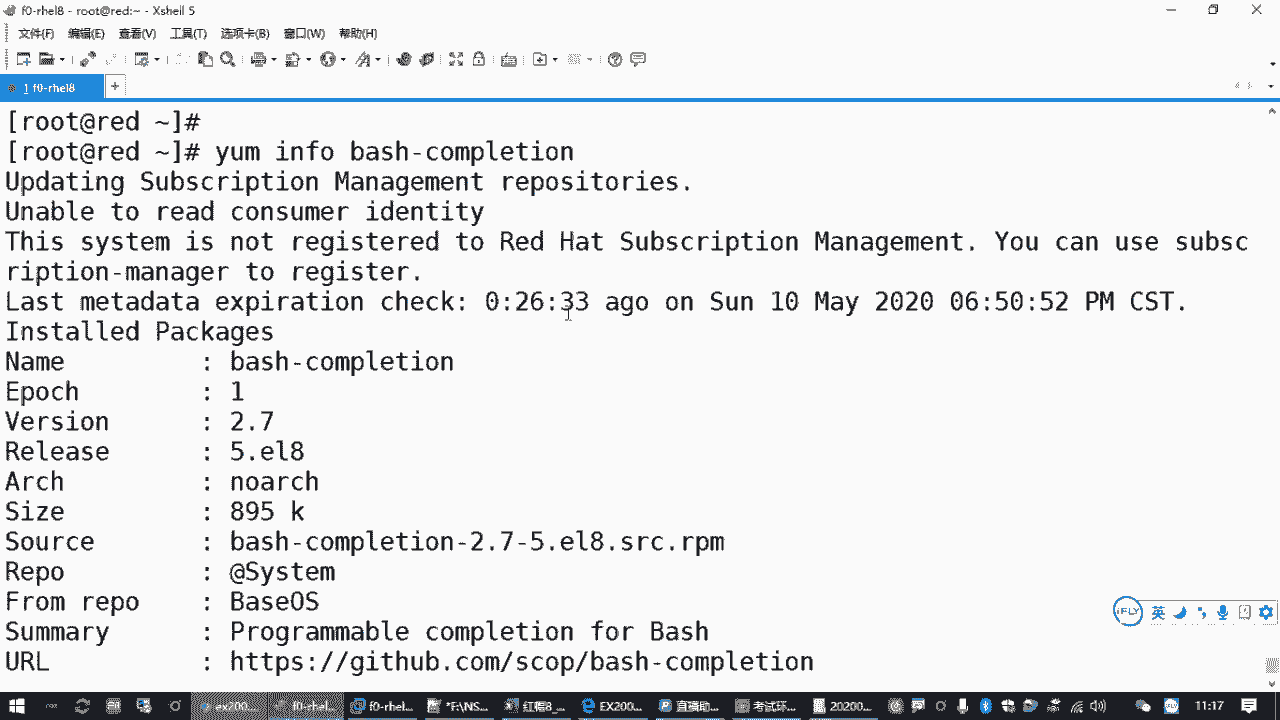 f0-rhel8 - root@red:~ - Xshell 5
文件(F) 编辑(E) 查看(V) 工具(T) 选项卡(B) 窗口(W) 帮助(H)
1 f0-rhel8
[root@red ~]#
[root@red ~]# yum info bash-completion
Updating Subscription Management repositories.
Unable to read consumer identity
This system is not registered to Red Hat Subscription Management. You can use subsc
ription-manager to register.
Last metadata expiration check: 0:26:33 ago on Sun 10 May 2020 06:50:52 PM CST.
Installed Packages
Name : bash-completion
Epoch : 1
Version : 2.7
Release : 5.el8
Arch : noarch
Size : 895 k
Source : bash-completion-2.7-5.el8.src.rpm
Repo : @System
From repo : BaseOS
Summary : Programmable completion for Bash
URL : https://github.com/scop/bash-completion
iFLY 英
ex200... f0-rhel... f0-rhel... *F:\NS... 红帽8_... EX200... 直播助... 考试环... 20200... 11:17